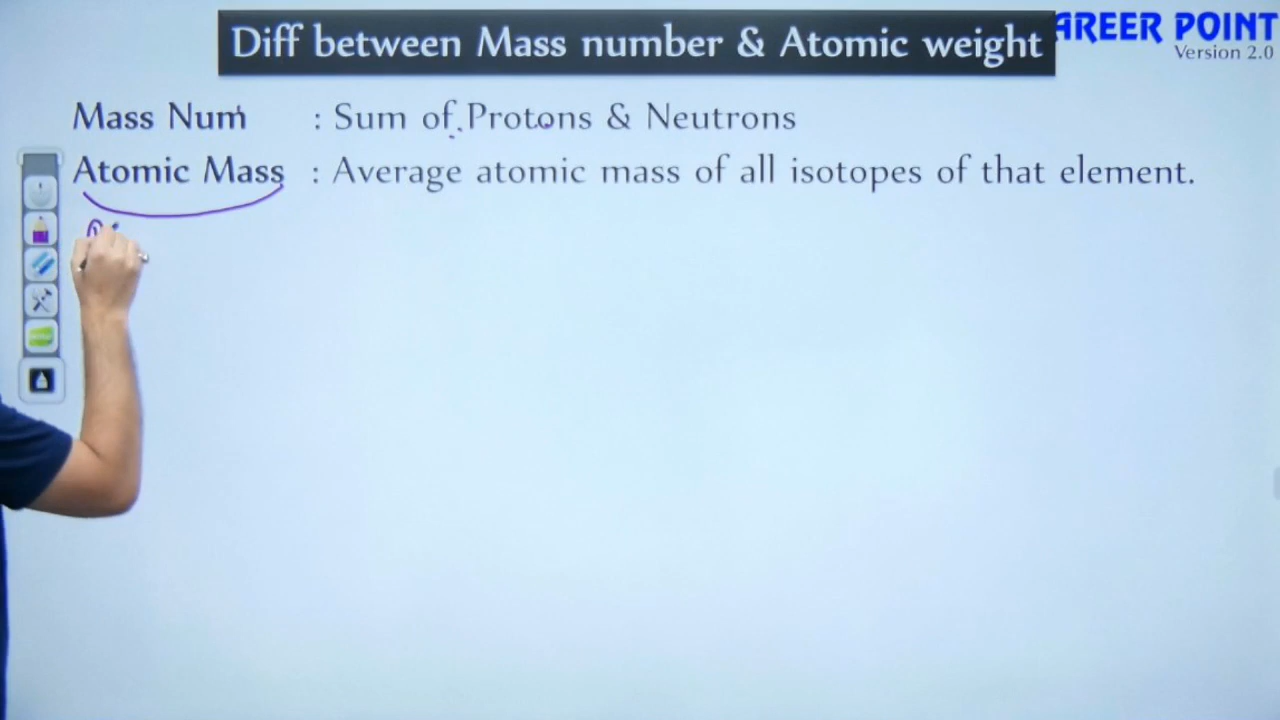 Diff between Mass number & Atomic weight
AREER POINT
Version 2.0
Mass Num : Sum of Protons & Neutrons
Atomic Mass : Average atomic mass of all isotopes of that element.